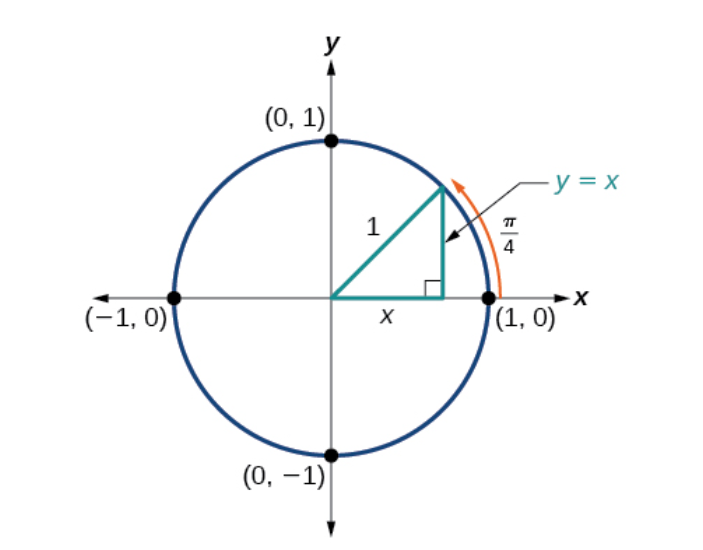 y
(0, 1)
y = x
1
π/4
x
(−1, 0)
x
(1, 0)
(0, −1)